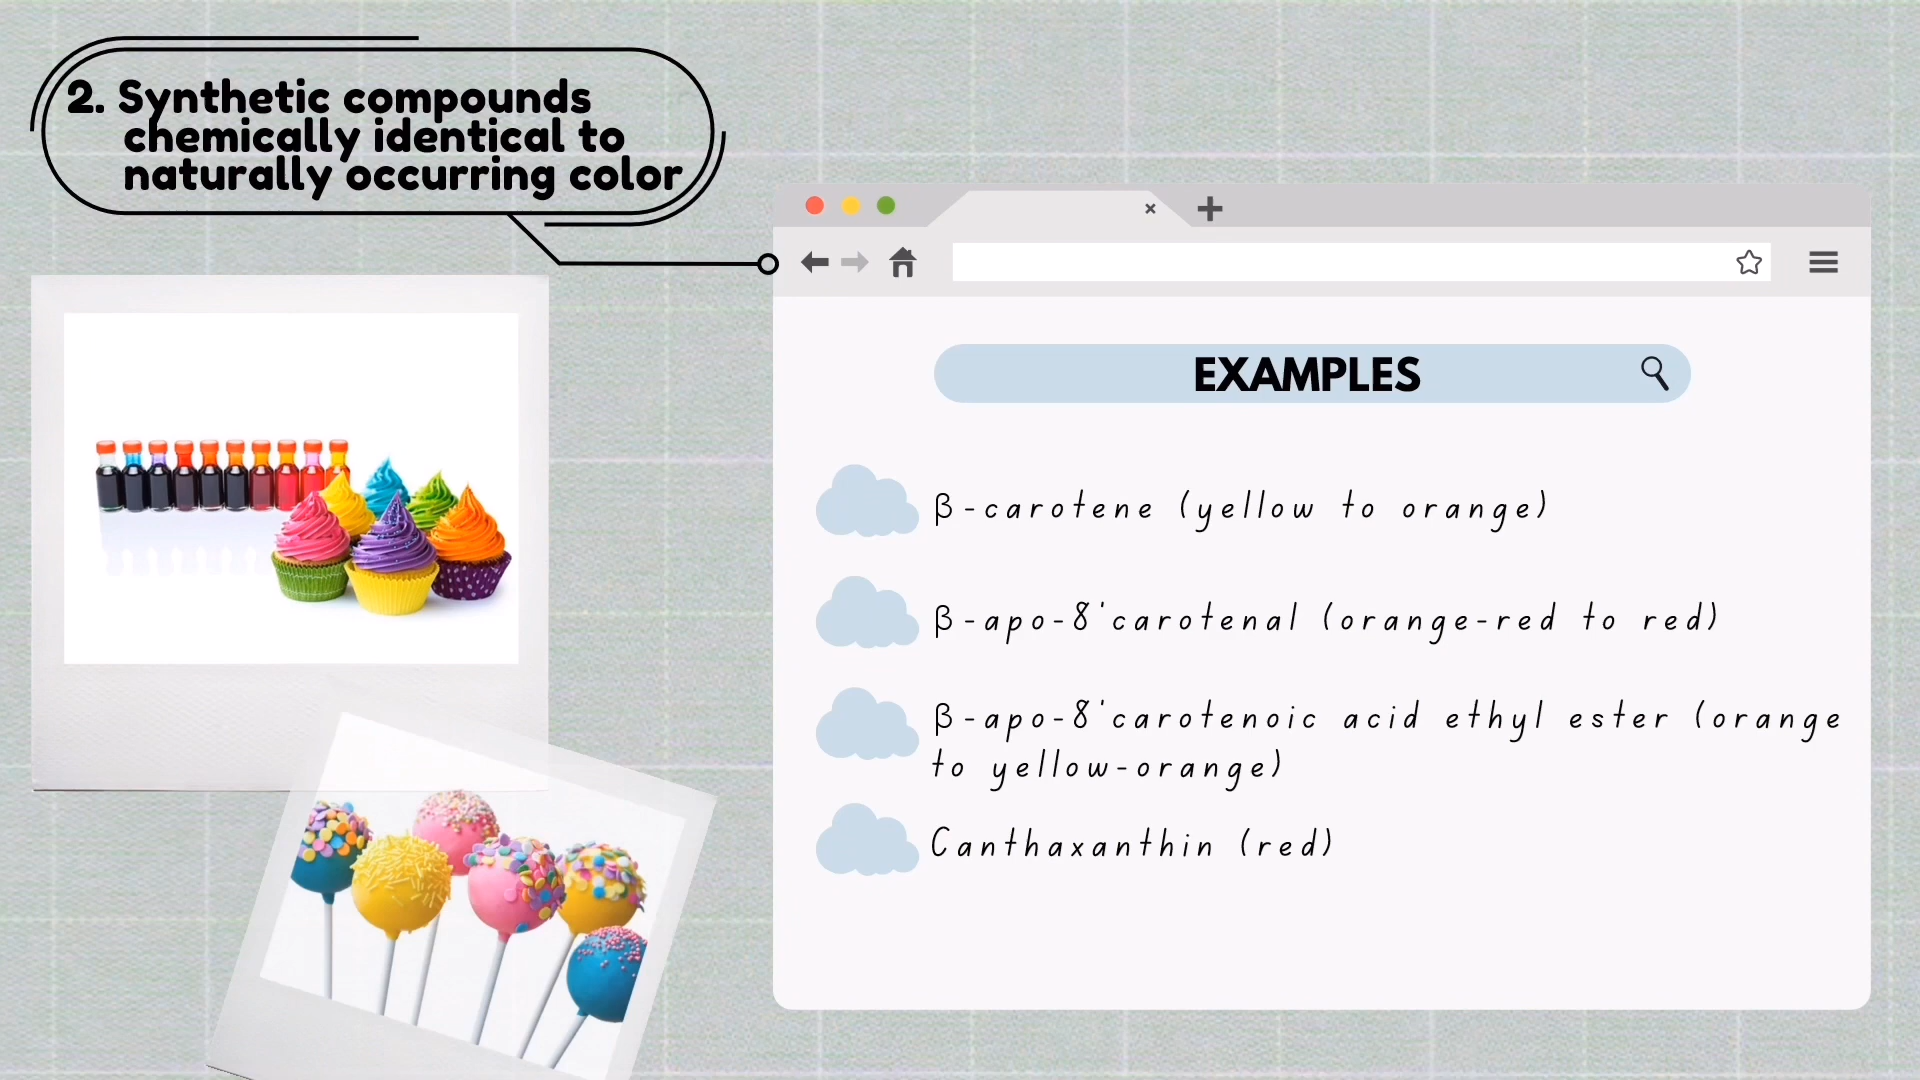 2. Synthetic compounds
chemically identical to
naturally occurring color
EXAMPLES
β-carotene (yellow to orange)
β-apo-8'carotenal (orange-red to red)
β-apo-8'carotenoic acid ethyl ester (orange
to yellow-orange)
Canthaxanthin (red)